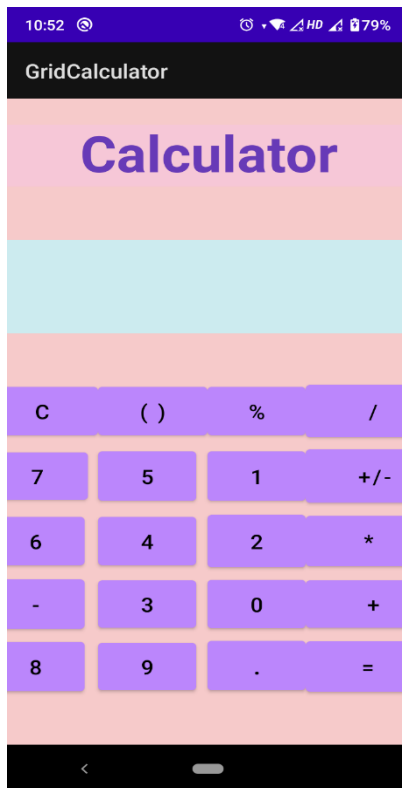 10:52 HD 79%
GridCalculator
Calculator
C ( ) % /
7 5 1 +/-
6 4 2 *
- 3 0 +
8 9 . =